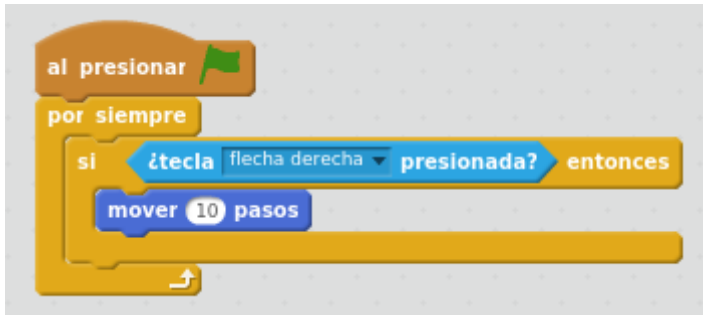 al presionar
por siempre
si ¿tecla flecha derecha presionada? entonces
mover 10 pasos